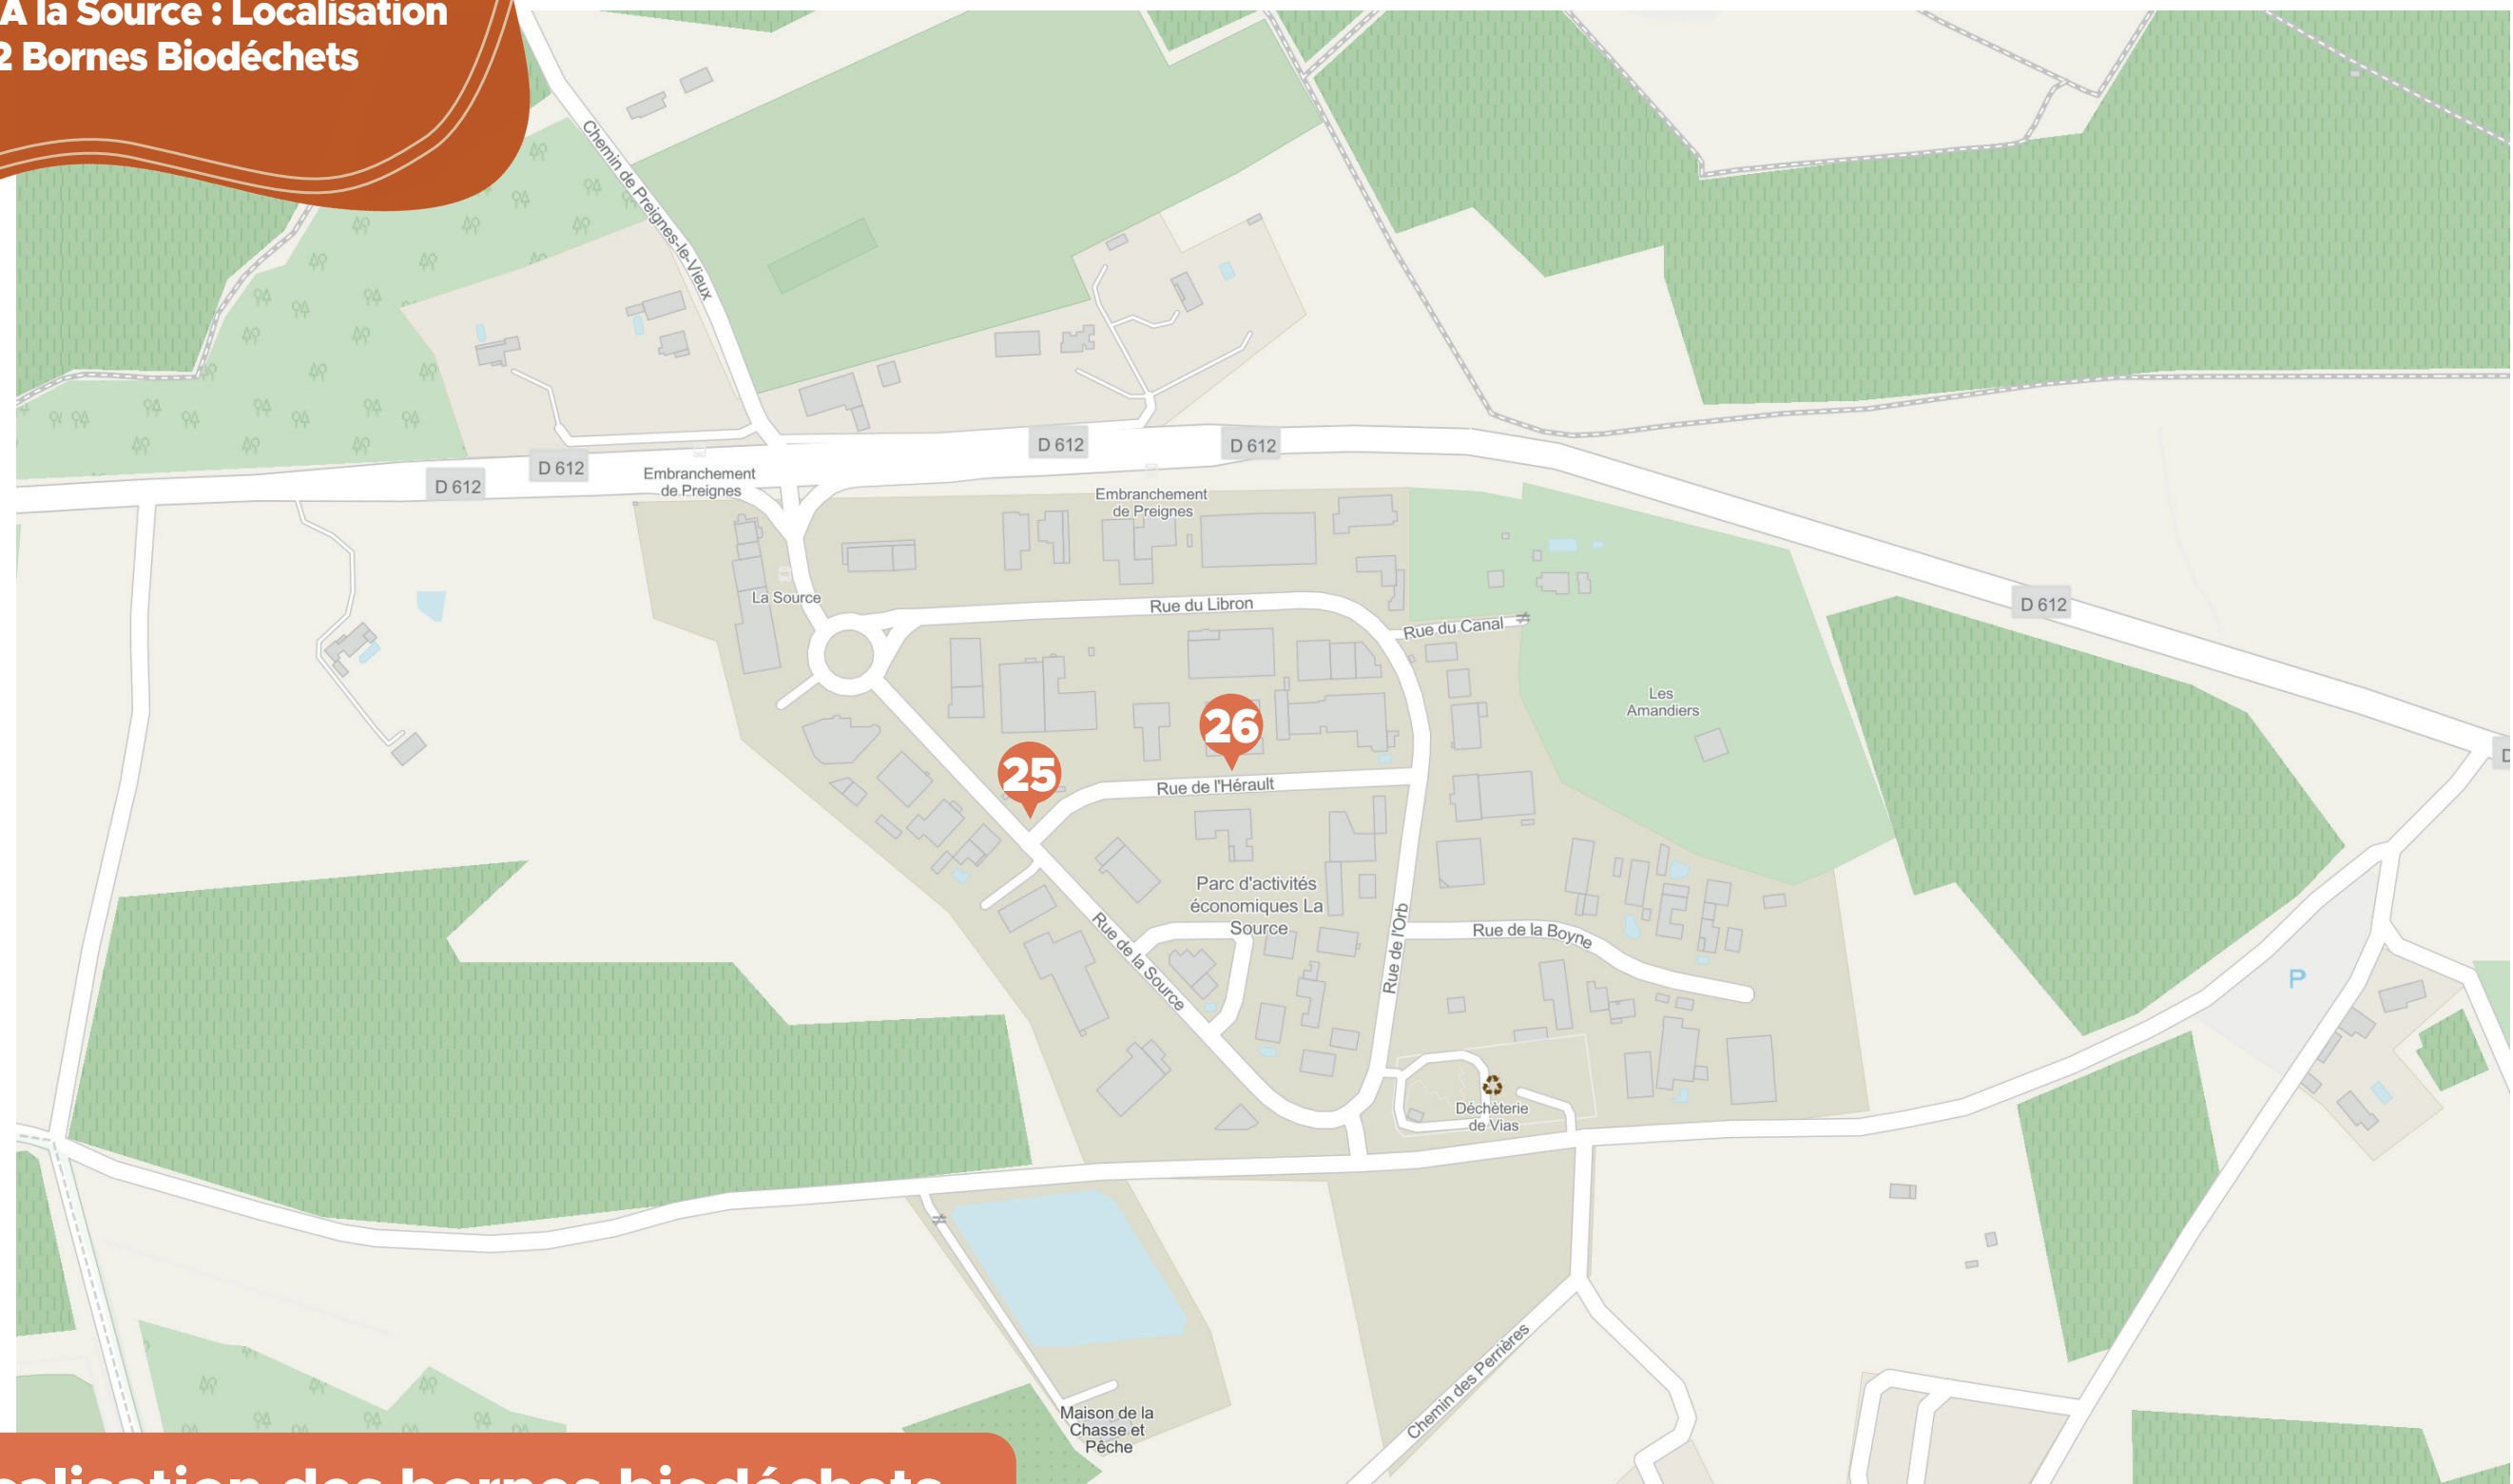 A la Source : Localisation
2 Bornes Biodéchets
Chemin de Preignes-le-Vieux
D 612
D 612
D 612
D 612
Embranchement
de Preignes
Embranchement
de Preignes
La Source
Rue du Libron
Rue du Canal
D 612
Les
Amandiers
26
25
Rue de l'Hérault
Parc d'activités
économiques La
Source
Rue de la Source
Rue de l'Orb
Rue de la Boyne
P
Déchèterie
de Vias
Chemin des Perrières
Maison de la
Chasse et
Pêche
des bornes biodéchets